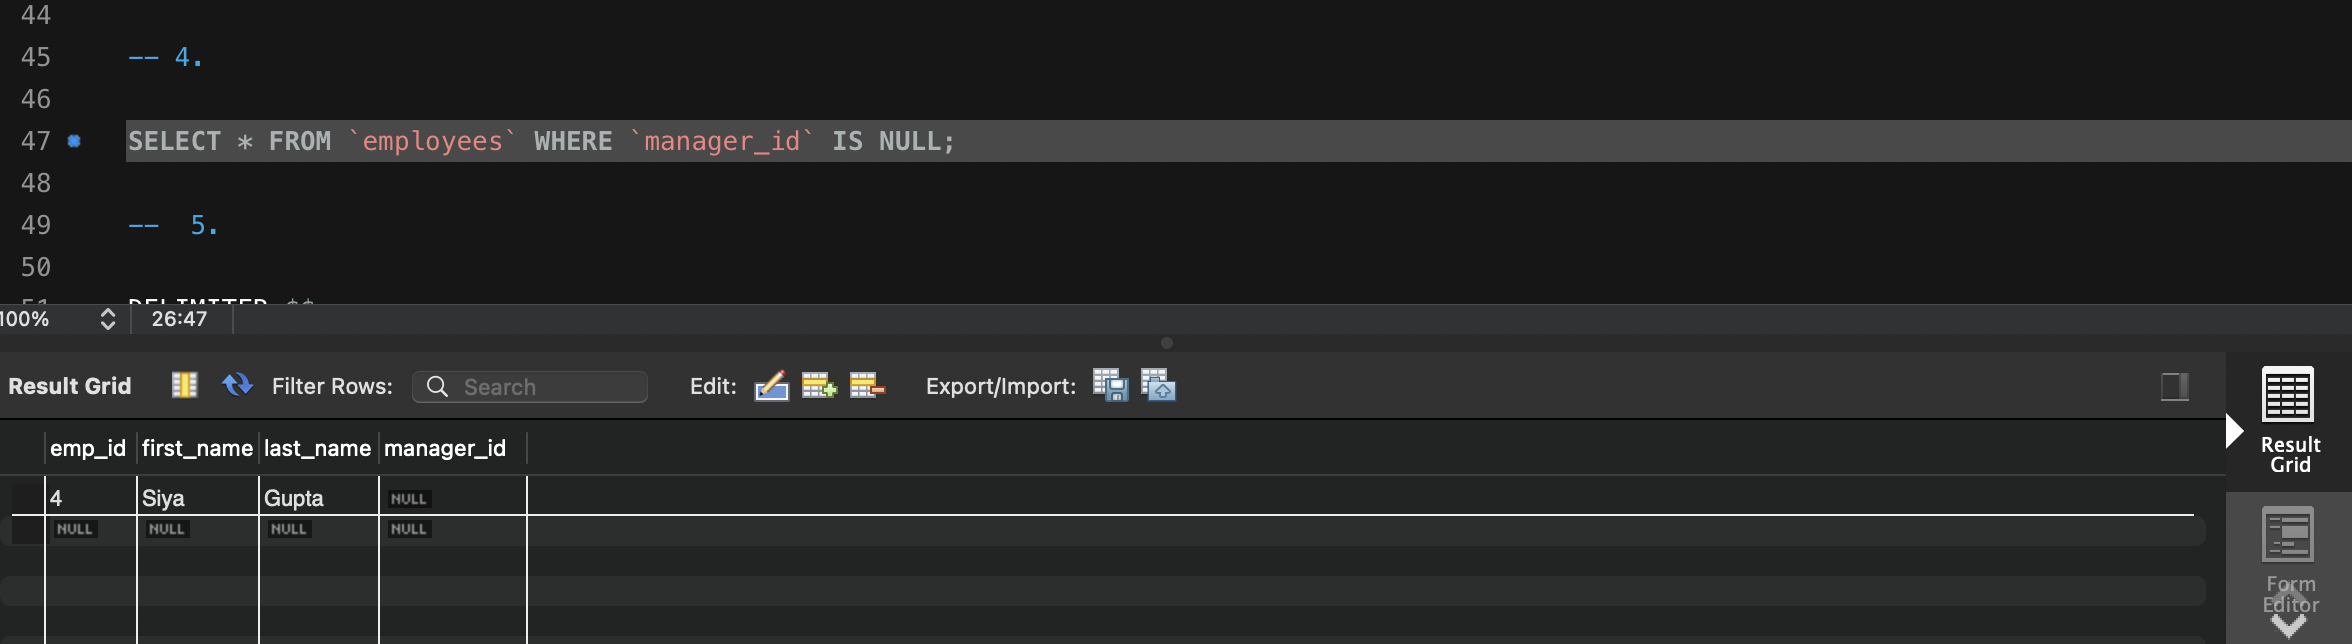 44
45 -- 4.
46
47 SELECT * FROM `employees` WHERE `manager_id` IS NULL;
48
49 --  5.
50
51 DELIMITER $$
100% 26:47
Result Grid Filter Rows: Search Edit: Export/Import:
emp_id first_name last_name manager_id
4 Siya Gupta NULL
NULL NULL NULL NULL
Result
Grid
Form
Editor